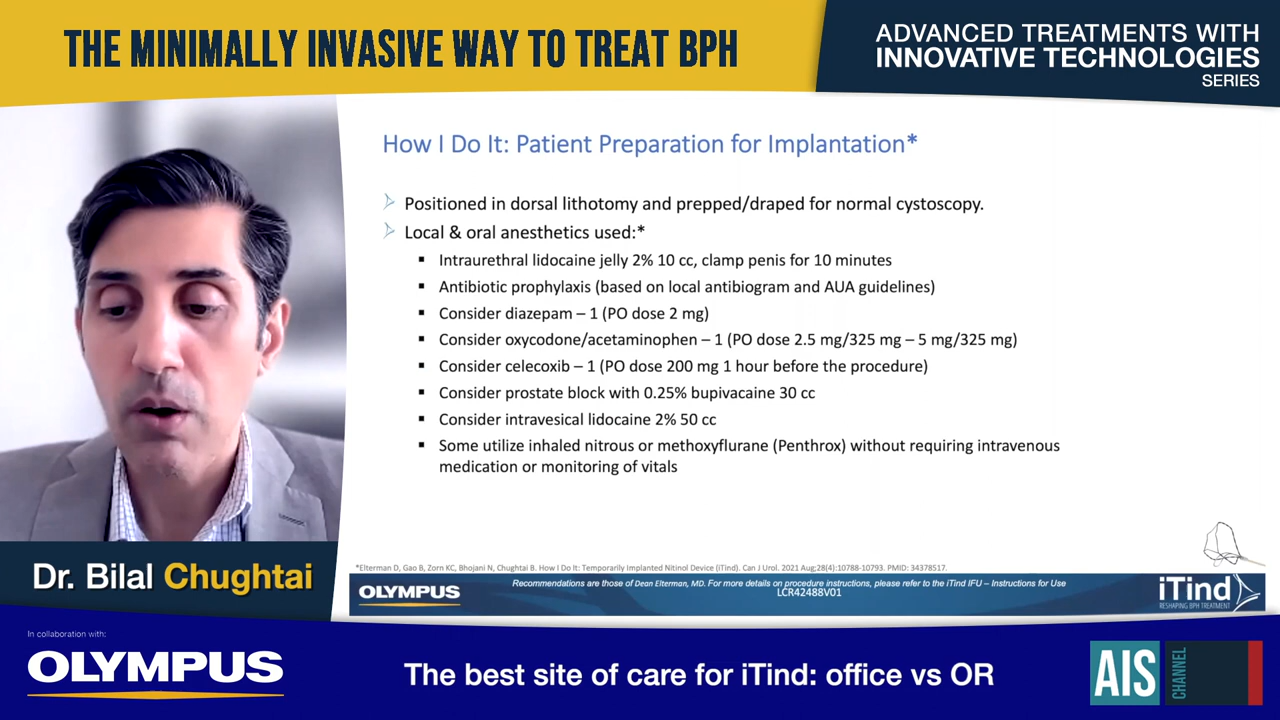 THE MINIMALLY INVASIVE WAY TO TREAT BPH
ADVANCED TREATMENTS WITH
INNOVATIVE TECHNOLOGIES
SERIES
How I Do It: Patient Preparation for Implantation*
Positioned in dorsal lithotomy and prepped/draped for normal cystoscopy.
Local & oral anesthetics used:*
Intraurethral lidocaine jelly 2% 10 cc, clamp penis for 10 minutes
Antibiotic prophylaxis (based on local antibiogram and AUA guidelines)
Consider diazepam – 1 (PO dose 2 mg)
Consider oxycodone/acetaminophen – 1 (PO dose 2.5 mg/325 mg – 5 mg/325 mg)
Consider celecoxib – 1 (PO dose 200 mg 1 hour before the procedure)
Consider prostate block with 0.25% bupivacaine 30 cc
Consider intravesical lidocaine 2% 50 cc
Some utilize inhaled nitrous or methoxyflurane (Penthrox) without requiring intravenous
medication or monitoring of vitals
*Elterman D, Gao B, Zorn KC, Bhojani N, Chughtai B. How I Do It: Temporarily Implanted Nitinol Device (iTind). Can J Urol. 2021 Aug;28(4):10788-10793. PMID: 34378517.
OLYMPUS
Recommendations are those of Dean Elterman, MD. For more details on procedure instructions, please refer to the iTind IFU – Instructions for Use
LCR42488V01
iTind
RESHAPING BPH TREATMENT
Dr. Bilal Chughtai
In collaboration with:
OLYMPUS
The best site of care for iTind: office vs OR
AIS
CHANNEL